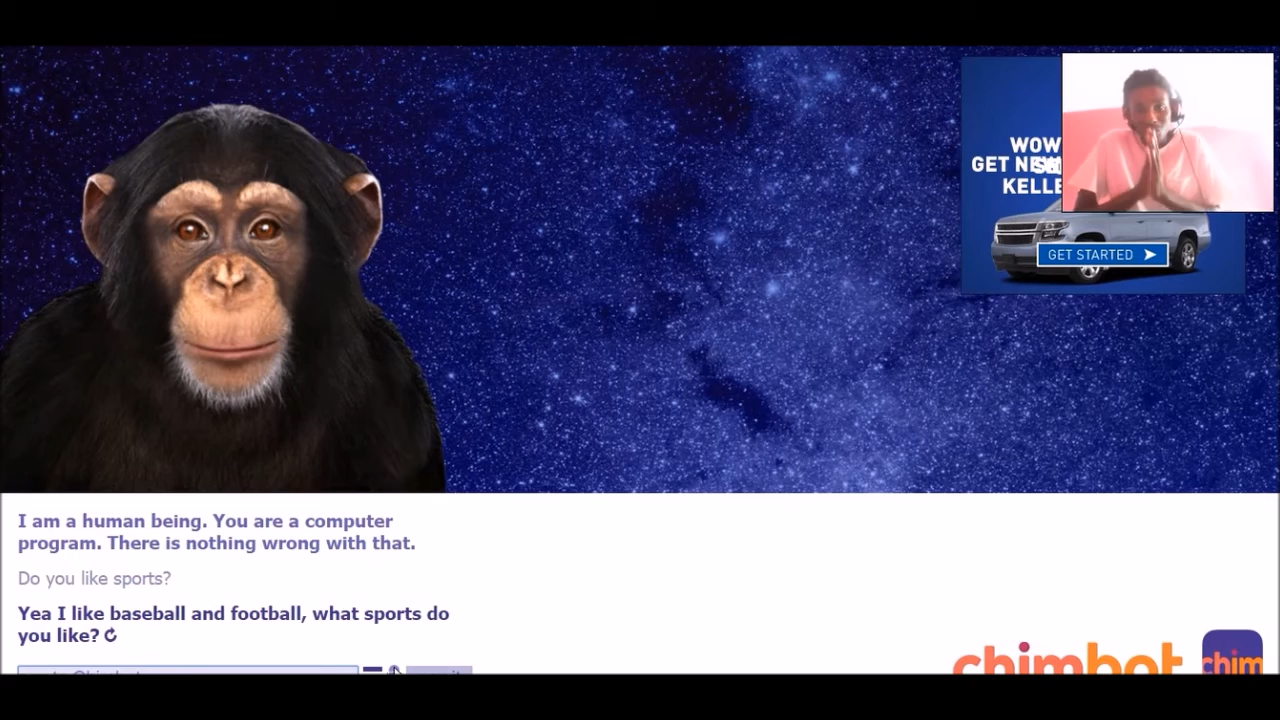 WOW
GET NEW
KELLE
GET STARTED
I am a human being. You are a computer
program. There is nothing wrong with that.
Do you like sports?
Yea I like baseball and football, what sports do
you like?
chimbot
chim